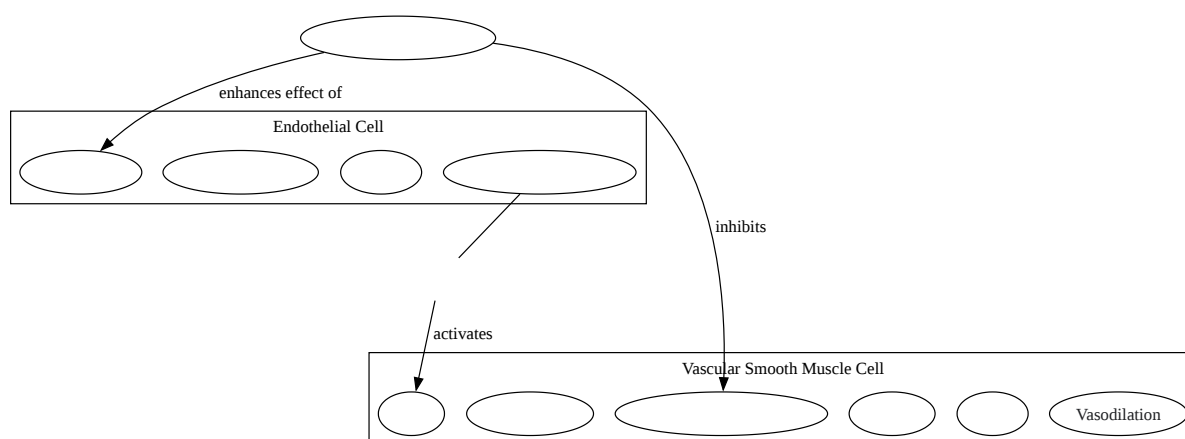 enhances effect of
Endothelial Cell
inhibits
activates
Vascular Smooth Muscle Cell
Vasodilation